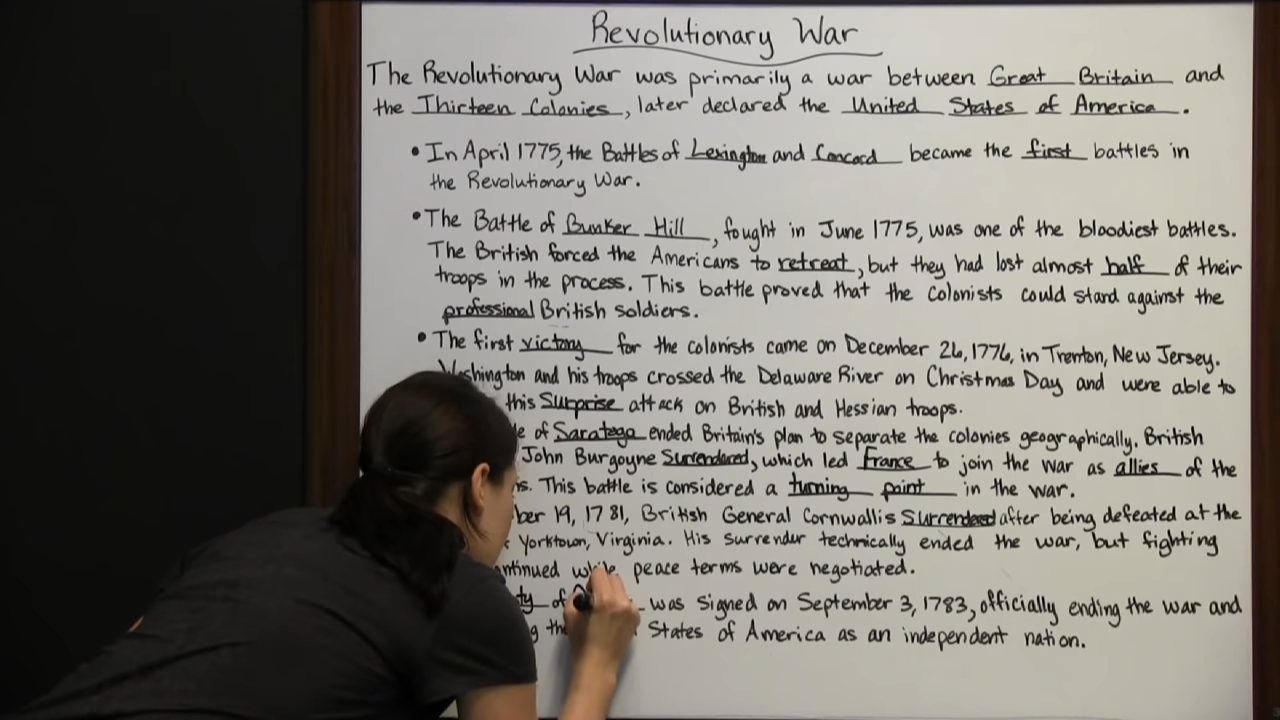 Revolutionary War
The Revolutionary War was primarily a war between Great Britain and
the Thirteen Colonies, later declared the United States of America.
• In April 1775, the Battles of Lexington and Concord became the first battles in
the Revolutionary War.
• The Battle of Bunker Hill, fought in June 1775, was one of the bloodiest battles.
The British forced the Americans to retreat, but they had lost almost half of their
troops in the process. This battle proved that the colonists could stand against the
professional British soldiers.
• The first victory for the colonists came on December 26, 1776, in Trenton, New Jersey.
Washington and his troops crossed the Delaware River on Christmas Day and were able to
this Surprise attack on British and Hessian troops.
of Saratoga ended Britain's plan to separate the colonies geographically. British
John Burgoyne Surrendered, which led France to join the war as allies of the
This battle is considered a turning point in the war.
19, 1781, British General Cornwallis Surrendered after being defeated at the
Yorktown, Virginia. His surrender technically ended the war, but fighting
while peace terms were negotiated.
of was signed on September 3, 1783, officially ending the war and
States of America as an independent nation.